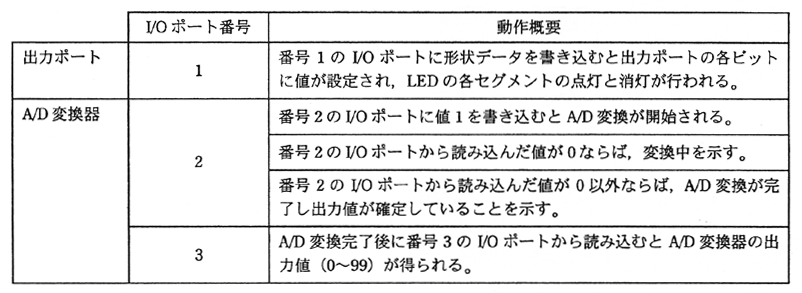 I/O ポート番号 動作概要
出力ポート 1 番号 1 の I/O ポートに形状データを書き込むと出力ポートの各ビット
に値が設定され，LED の各セグメントの点灯と消灯が行われる。
A/D 変換器 2 番号 2 の I/O ポートに値 1 を書き込むと A/D 変換が開始される。
番号 2 の I/O ポートから読み込んだ値が 0 ならば，変換中を示す。
番号 2 の I/O ポートから読み込んだ値が 0 以外ならば，A/D 変換が完
了し出力値が確定していることを示す。
3 A/D 変換完了後に番号 3 の I/O ポートから読み込むと A/D 変換器の出
力値（0～99）が得られる。